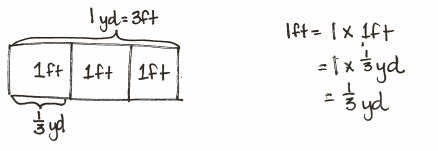 1 yd = 3ft
1ft 1ft 1ft
1/3 yd
1ft = 1 x 1ft
= 1 x 1/3 yd
= 1/3 yd